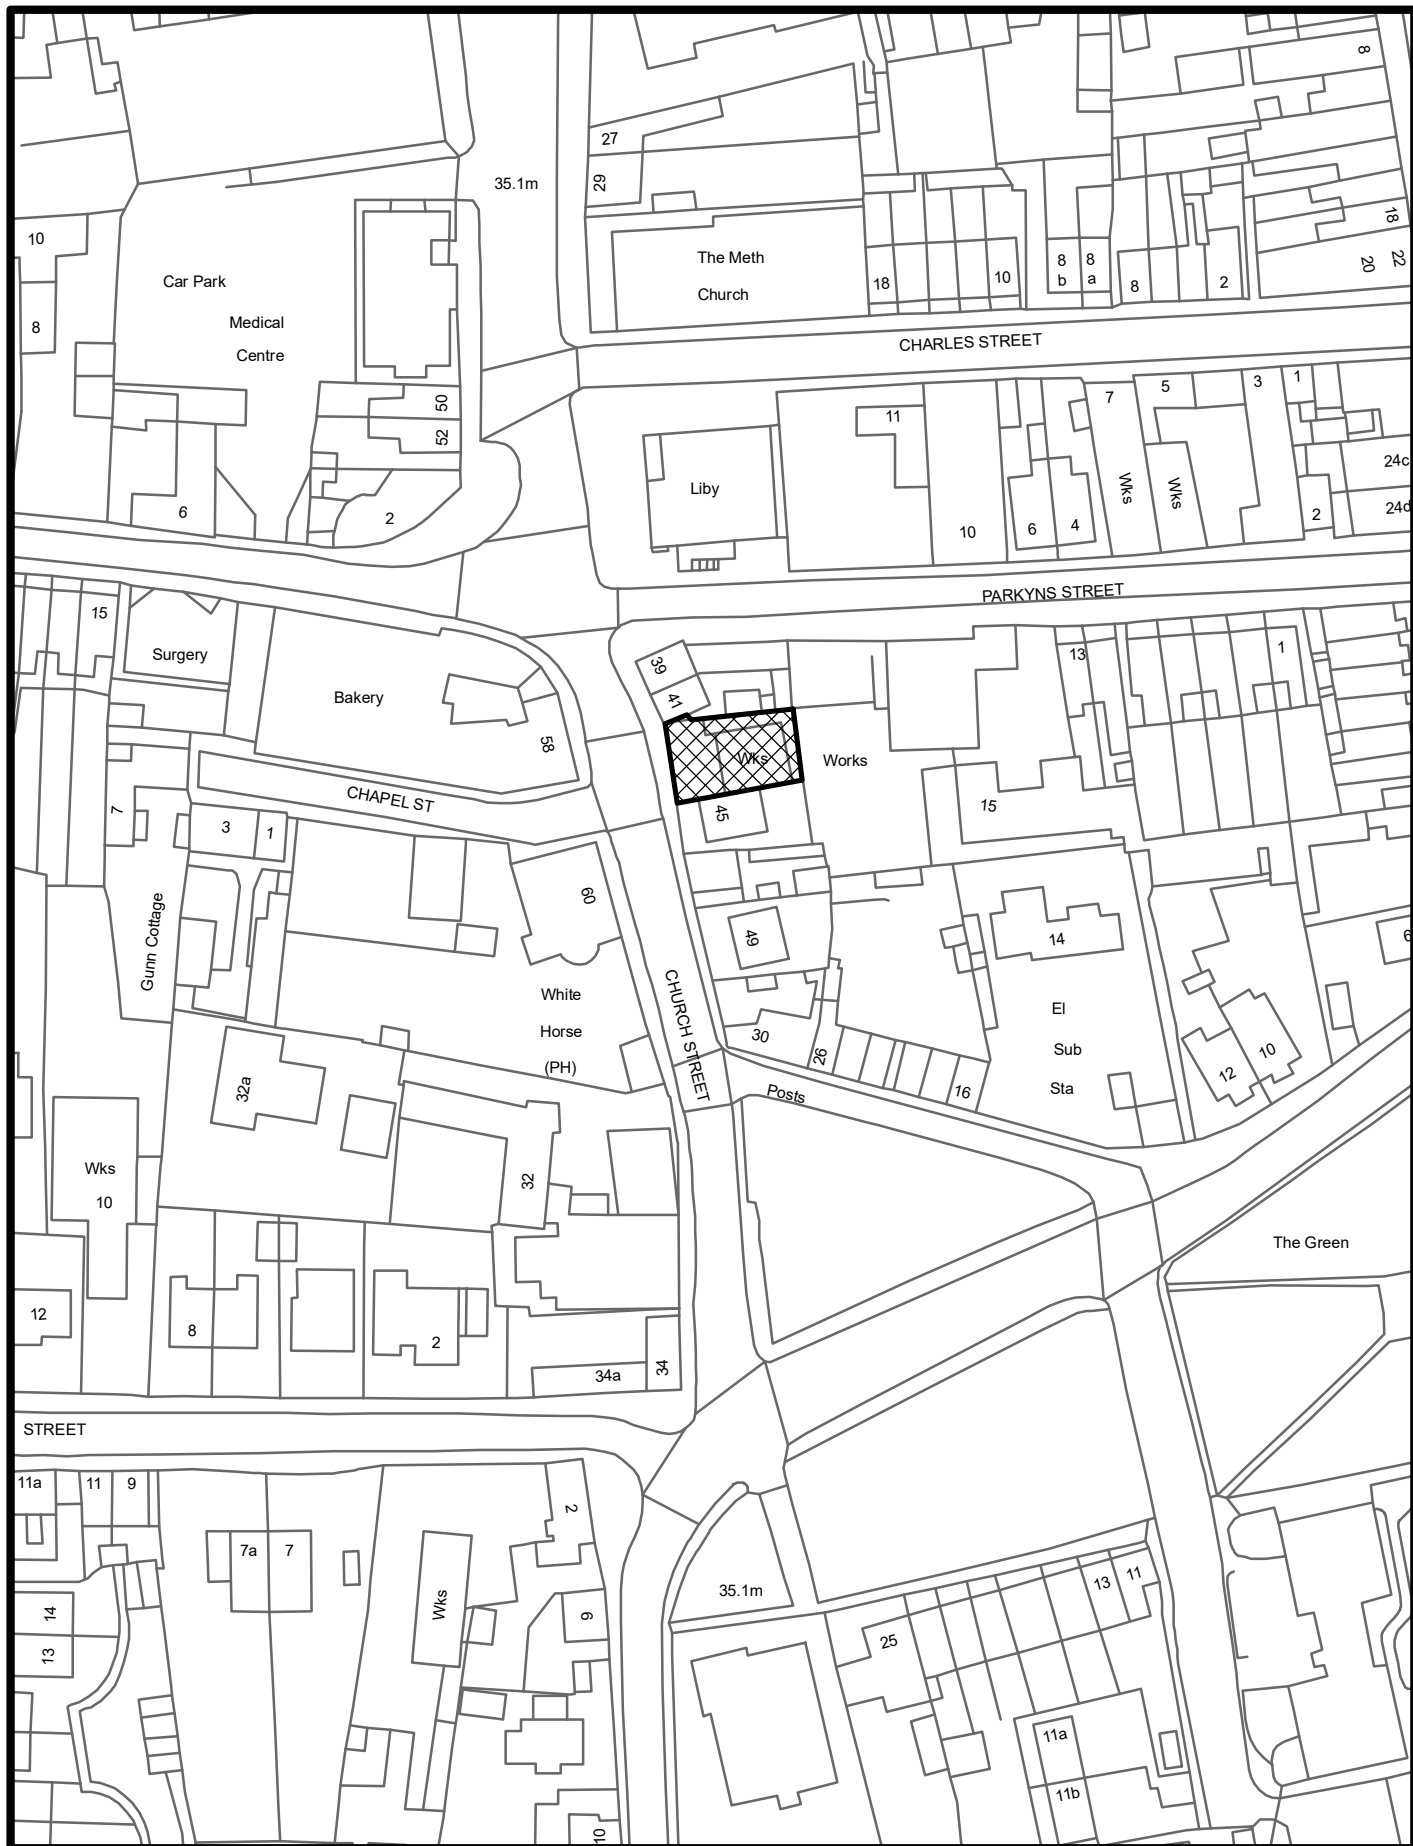 8
27
35.1m
29
18
10
The Meth
22
8
8
20
Car Park
18
10
b
a
8
2
Church
Medical
8
CHARLES STREET
Centre
1
5
3
7
50
11
52
24c
Liby
Wks
Wks
24d
6
2
2
10
6
4
PARKYNS STREET
15
Surgery
39
13
1
Bakery
41
58
Wks
Works
CHAPEL ST
15
7
45
3
1
60
Gunn Cottage
49
14
6
White
CHURCH STREET
El
Horse
30
26
Sub
10
(PH)
12
32a
Posts
16
Sta
Wks
32
10
The Green
12
8
2
34
34a
STREET
11a
11
9
2
7a
7
35.1m
13
11
Wks
14
9
25
13
11a
11b
10